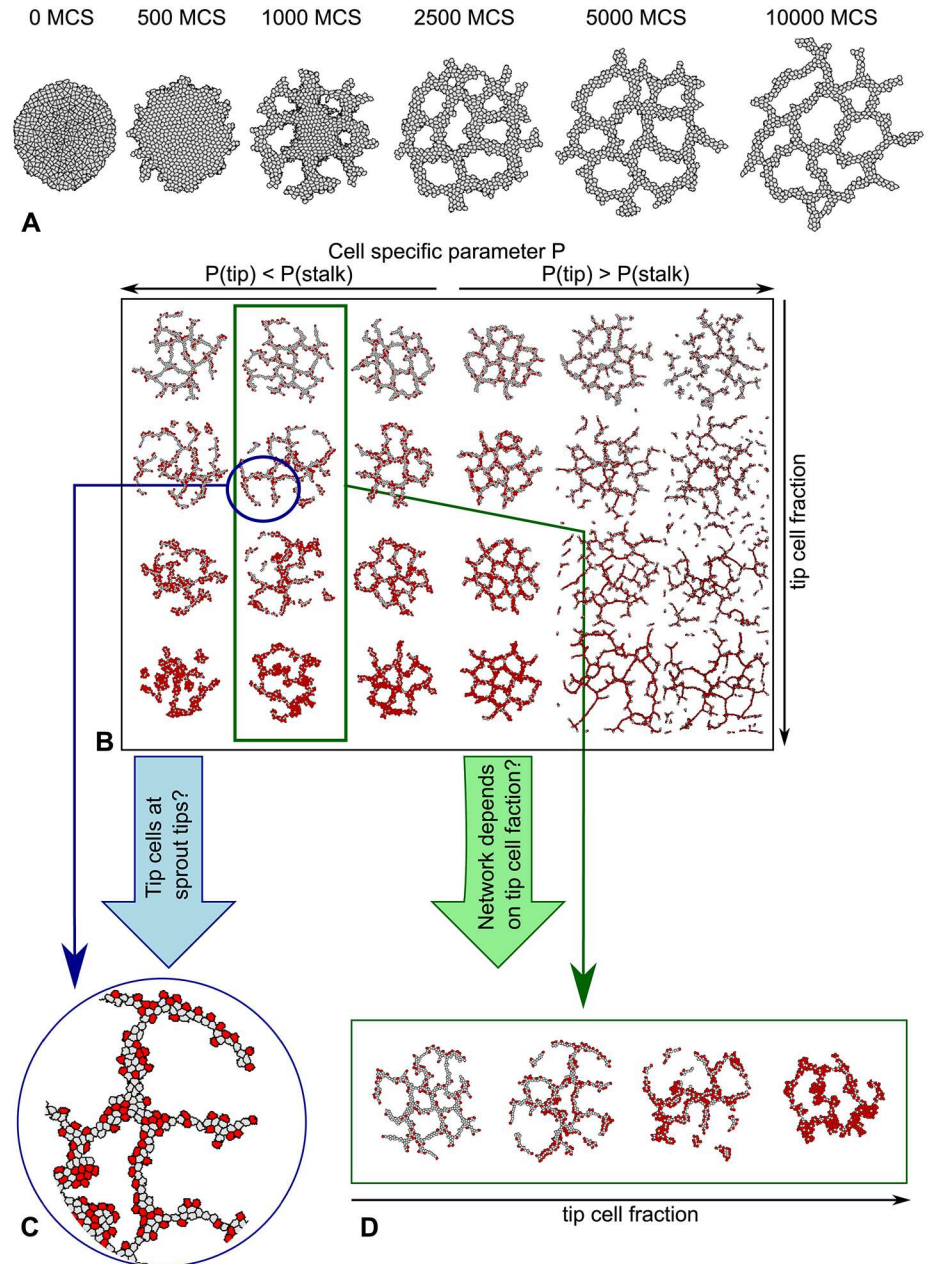 0 MCS 500 MCS 1000 MCS 2500 MCS 5000 MCS 10000 MCS
A
Cell specific parameter P
P(tip) < P(stalk) P(tip) > P(stalk)
tip cell fraction
B
Tip cells at
sprout tips?
Network depends
on tip cell faction?
C
D
tip cell fraction